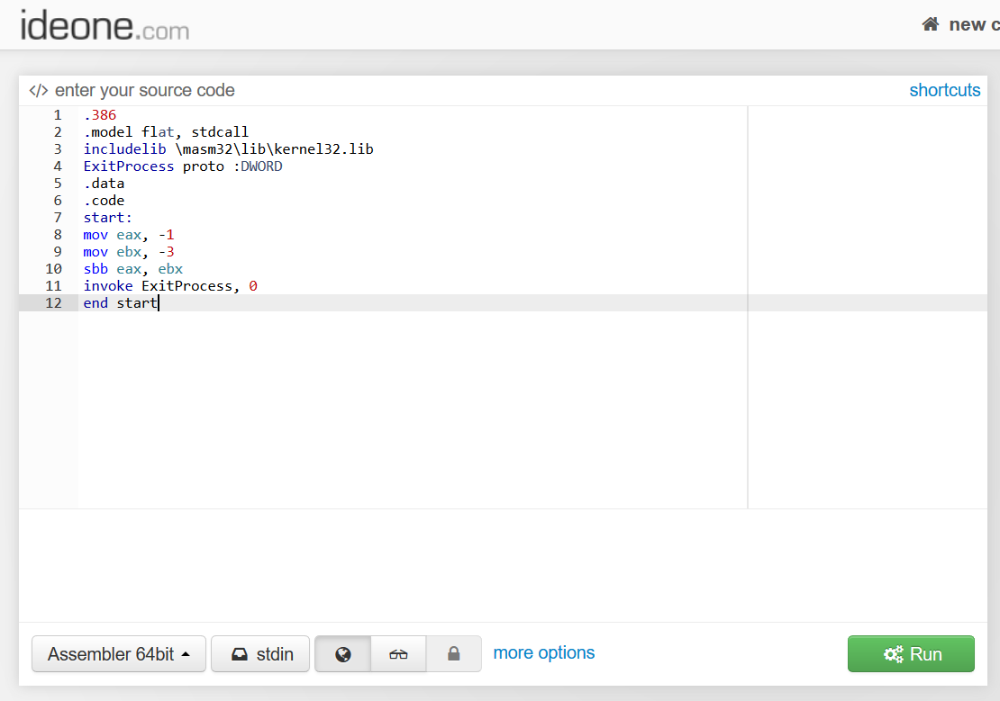 ideone.com
new c
</> enter your source code
shortcuts
1 .386
2 .model flat, stdcall
3 includelib \masm32\lib\kernel32.lib
4 ExitProcess proto :DWORD
5 .data
6 .code
7 start:
8 mov eax, -1
9 mov ebx, -3
10 sbb eax, ebx
11 invoke ExitProcess, 0
12 end start
Assembler 64bit
stdin
more options
Run